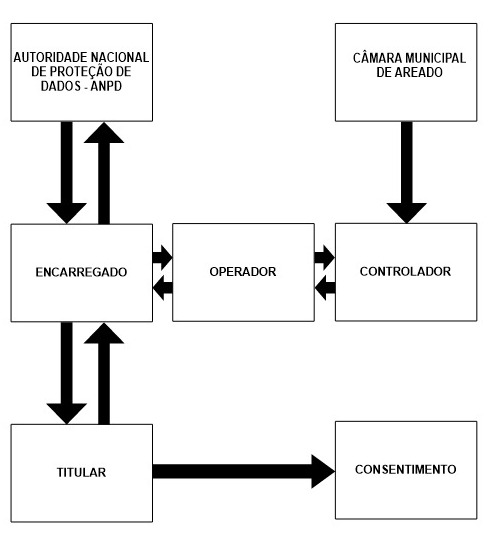 AUTORIDADE NACIONAL
DE PROTEÇÃO DE
DADOS - ANPD
CÂMARA MUNICIPAL
DE AREADO
ENCARREGADO
OPERADOR
CONTROLADOR
TITULAR
CONSENTIMENTO